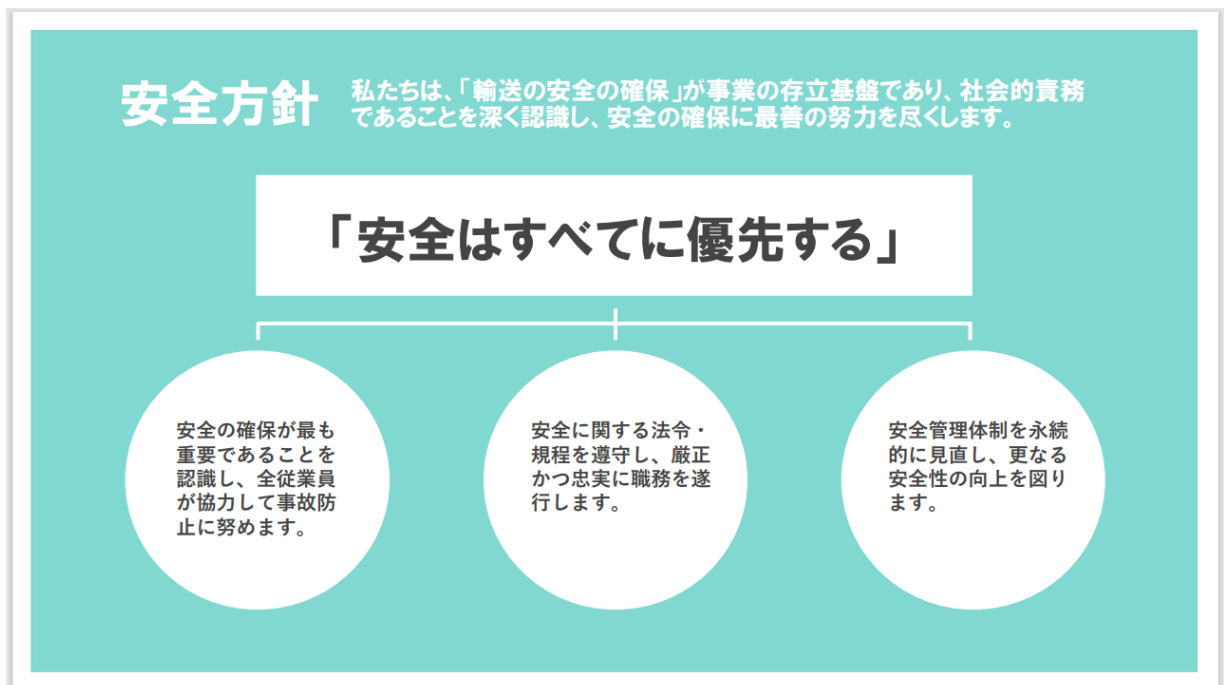 安全方針
私たちは、「輸送の安全の確保」が事業の存立基盤であり、社会的責務
であることを深く認識し、安全の確保に最善の努力を尽くします。
「安全はすべてに優先する」
安全の確保が最も
重要であることを
認識し、全従業員
が協力して事故防
止に努めます。
安全に関する法令・
規程を遵守し、厳正
かつ忠実に職務を遂
行します。
安全管理体制を永続
的に見直し、更なる
安全性の向上を図り
ます。